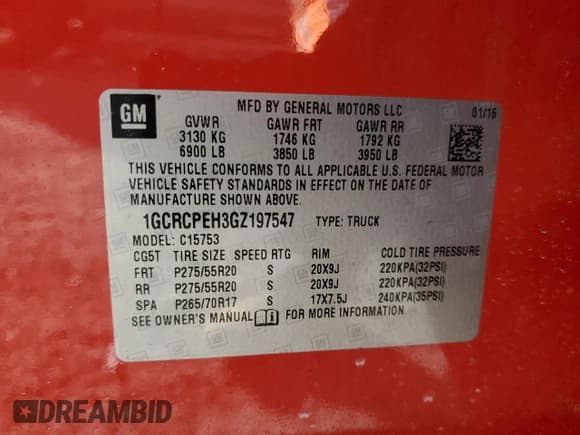 GM
MFD BY GENERAL MOTORS LLC 01/16
GVWR GAWR FRT GAWR RR
3130 KG 1746 KG 1792 KG
6900 LB 3850 LB 3950 LB
THIS VEHICLE CONFORMS TO ALL APPLICABLE U.S. FEDERAL MOTOR
VEHICLE SAFETY STANDARDS IN EFFECT ON THE DATE OF
MANUFACTURE SHOWN ABOVE.
1GCRCPEH3GZ197547 TYPE: TRUCK
MODEL: C15753
CG5T TIRE SIZE SPEED RTG RIM COLD TIRE PRESSURE
FRT P275/55R20 S 20X9J 220KPA(32PSI)
RR P275/55R20 S 20X9J 220KPA(32PSI)
SPA P265/70R17 S 17X7.5J 240KPA(35PSI)
SEE OWNER'S MANUAL FOR MORE INFORMATION.
DREAMBID